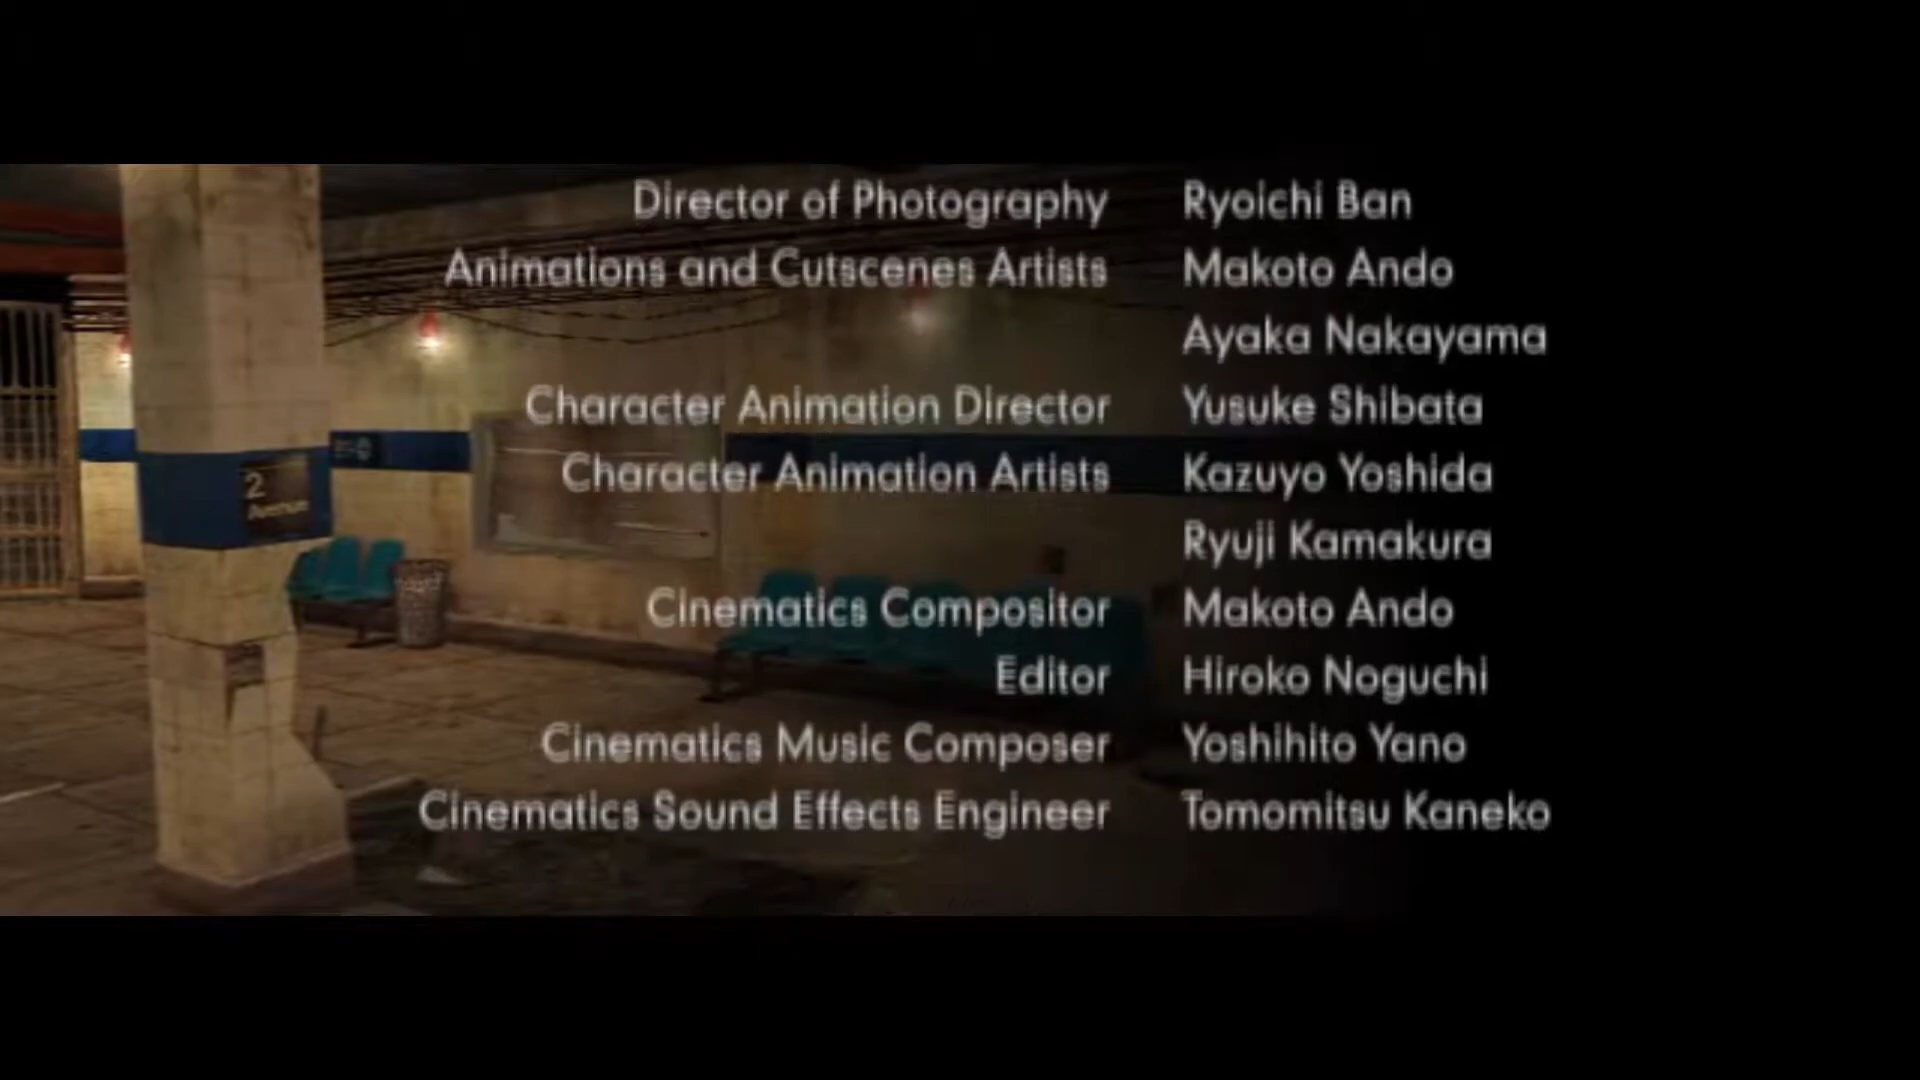 Director of Photography Ryoichi Ban
Animations and Cutscenes Artists Makoto Ando
Ayaka Nakayama
Character Animation Director Yusuke Shibata
Character Animation Artists Kazuyo Yoshida
Ryuji Kamakura
Cinematics Compositor Makoto Ando
Editor Hiroko Noguchi
Cinematics Music Composer Yoshihito Yano
Cinematics Sound Effects Engineer Tomomitsu Kaneko
2
Avenue